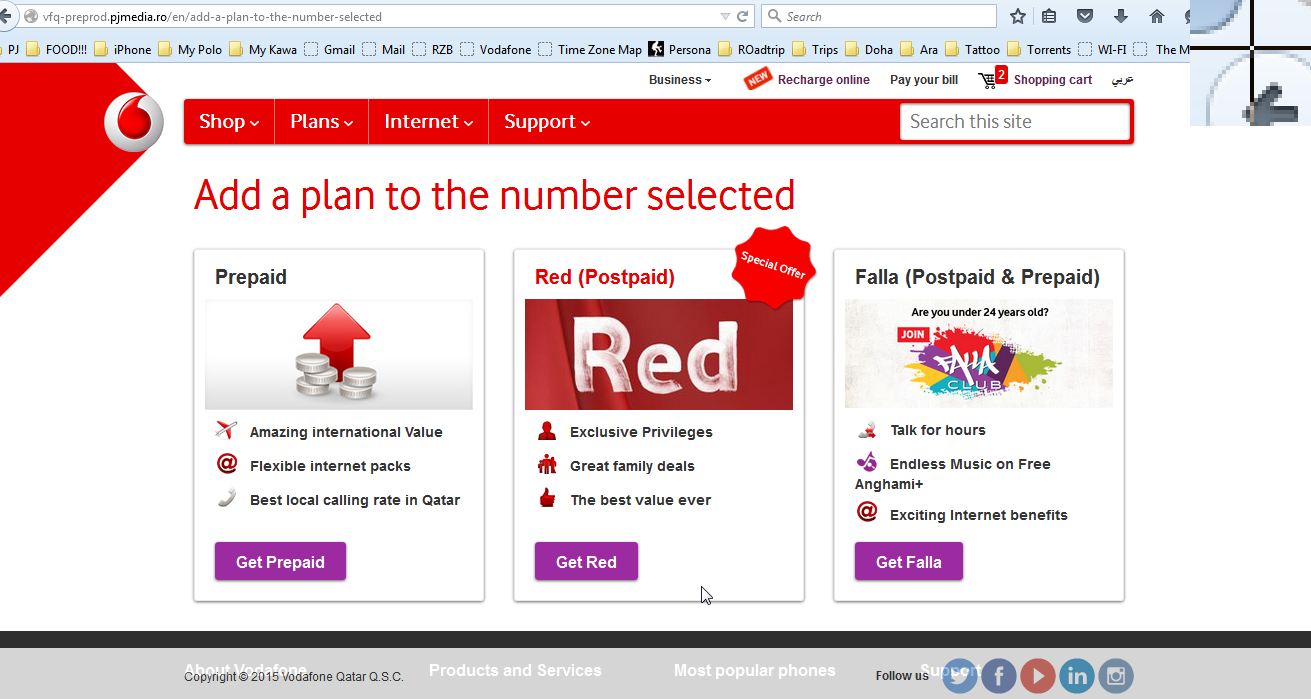 vfq-preprod.pjmedia.ro/en/add-a-plan-to-the-number-selected
Search
PJ FOOD!!! iPhone My Polo My Kawa Gmail Mail RZB Vodafone Time Zone Map Persona ROadtrip Trips Doha Ara Tattoo Torrents WI-FI The M
Business NEW Recharge online Pay your bill 2 Shopping cart عربي
Shop Plans Internet Support Search this site
Add a plan to the number selected
Prepaid
Amazing international Value
Flexible internet packs
Best local calling rate in Qatar
Get Prepaid
Red (Postpaid)
Special Offer
Red
Exclusive Privileges
Great family deals
The best value ever
Get Red
Falla (Postpaid & Prepaid)
Are you under 24 years old?
JOIN
FALLA
CLUB
Talk for hours
Endless Music on Free
Anghami+
Exciting Internet benefits
Get Falla
About Vodafone Products and Services Most popular phones Support
Copyright © 2015 Vodafone Qatar Q.S.C. Follow us